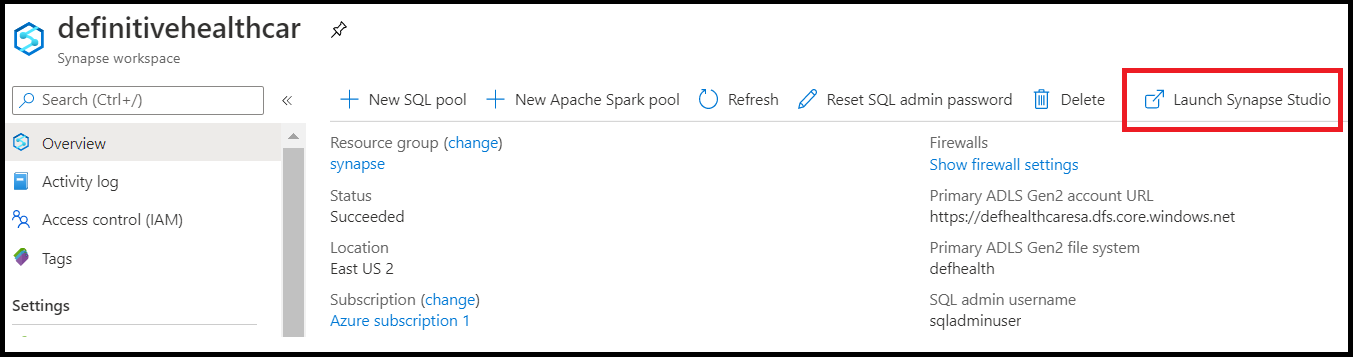 definitivehealthcar
Synapse workspace
Search (Ctrl+/)
«
New SQL pool
New Apache Spark pool
Refresh
Reset SQL admin password
Delete
Launch Synapse Studio
Overview
Activity log
Access control (IAM)
Tags
Settings
Resource group (change)
synapse
Status
Succeeded
Location
East US 2
Subscription (change)
Azure subscription 1
Firewalls
Show firewall settings
Primary ADLS Gen2 account URL
https://defhealthcaresa.dfs.core.windows.net
Primary ADLS Gen2 file system
defhealth
SQL admin username
sqladminuser